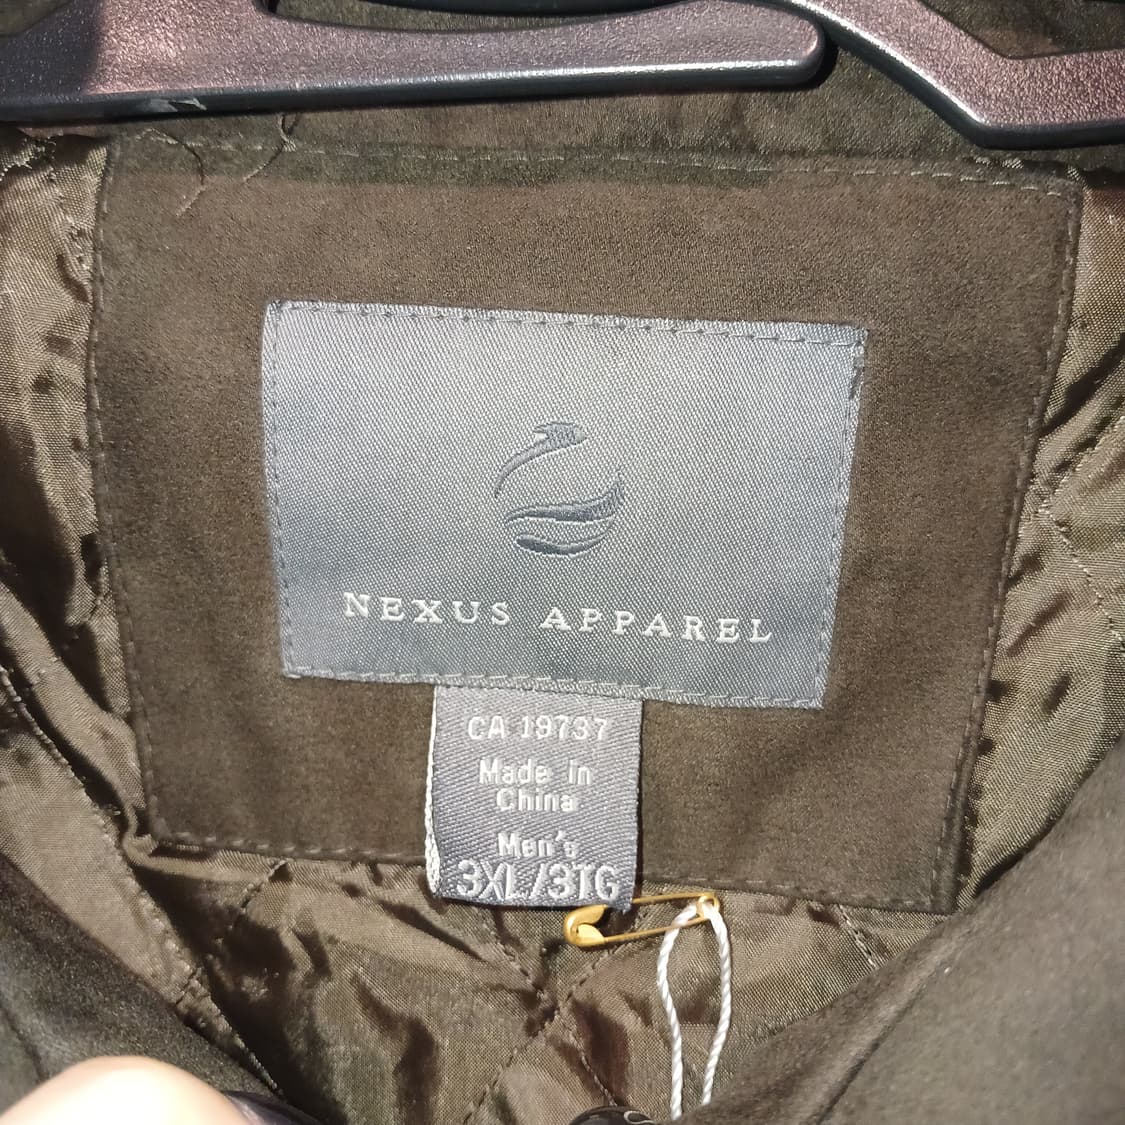 NEXUS APPAREL
CA 19737
Made in
China
Men's
3XL/3TG